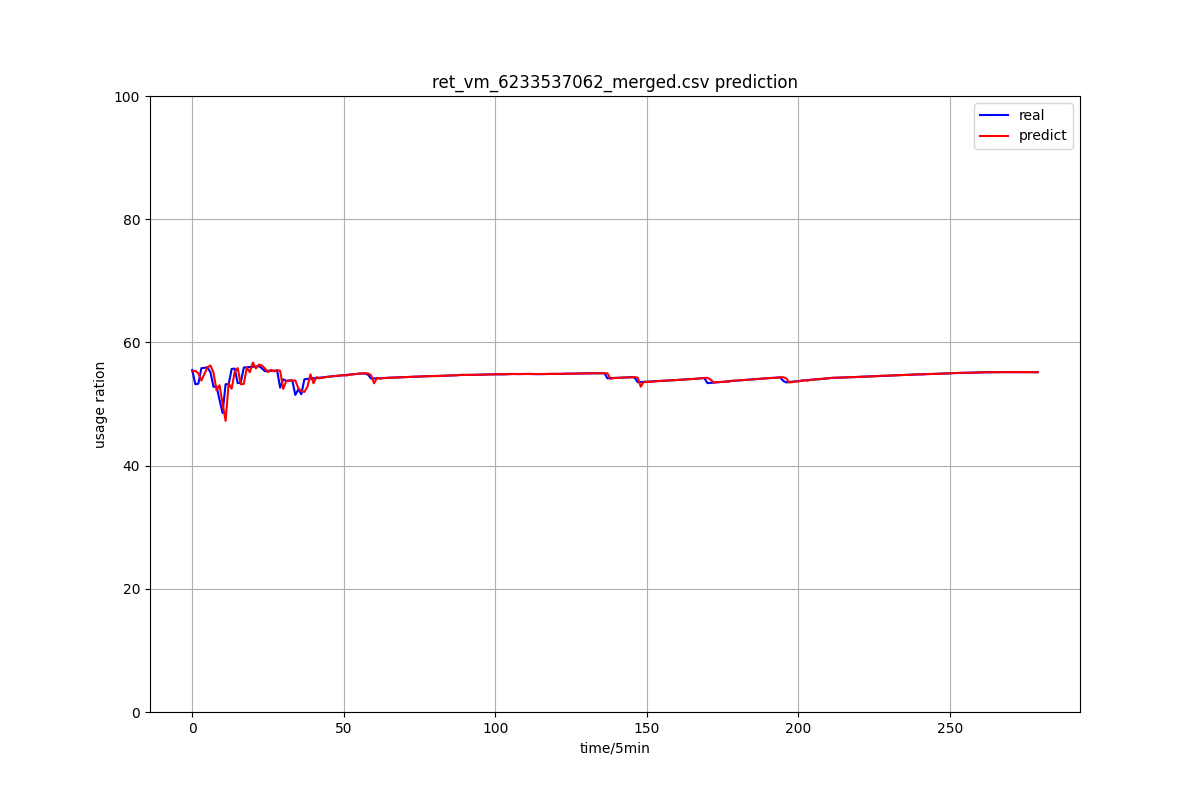 ret_vm_6233537062_merged.csv prediction
100
80
60
40
20
0
usage ration
real
predict
0 50 100 150 200 250
time/5min